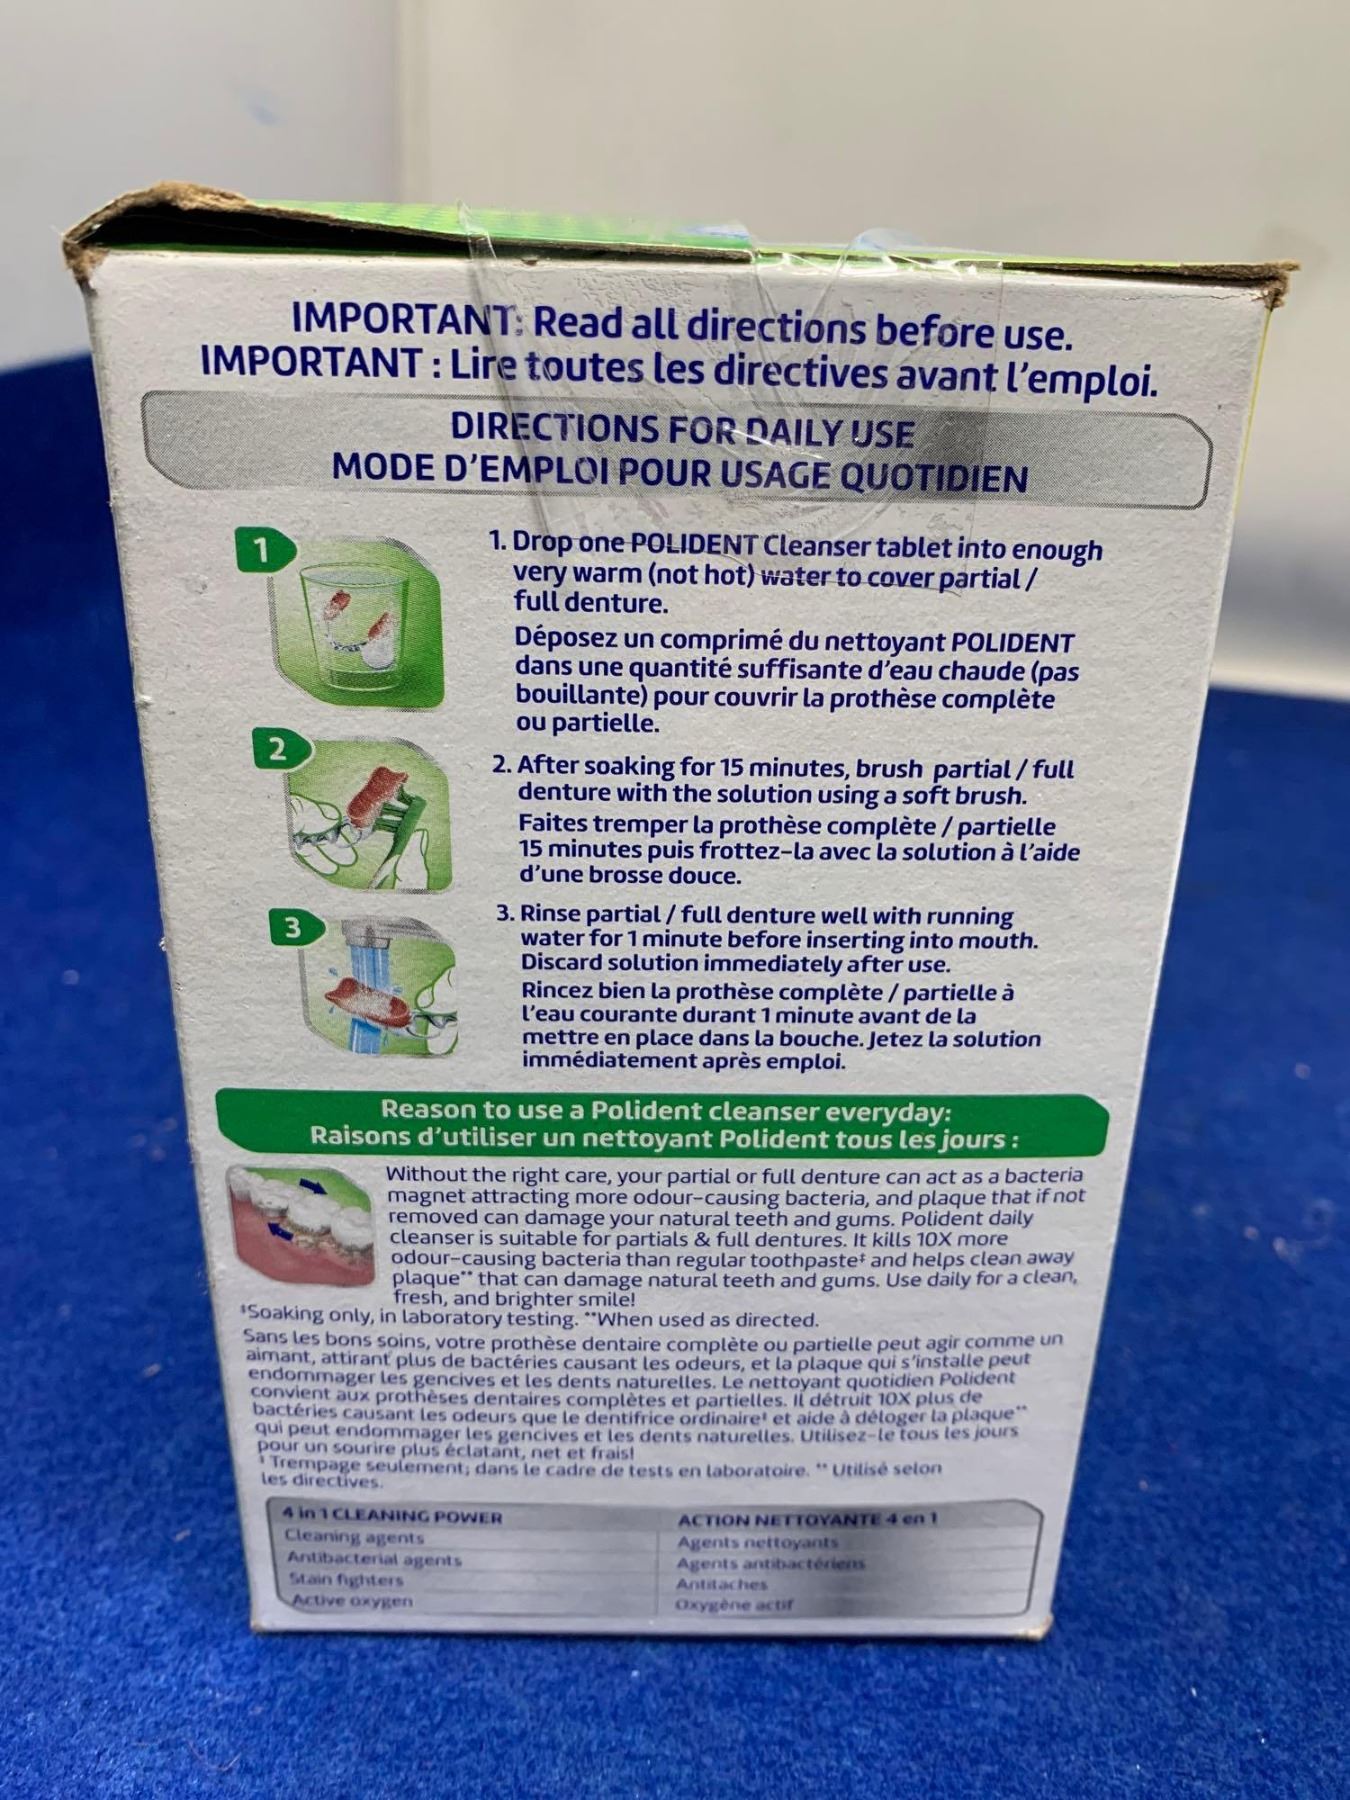 IMPORTANT: Read all directions before use.
IMPORTANT : Lire toutes les directives avant l'emploi.
DIRECTIONS FOR DAILY USE
MODE D'EMPLOI POUR USAGE QUOTIDIEN
1
1. Drop one POLIDENT Cleanser tablet into enough
very warm (not hot) water to cover partial /
full denture.
Déposez un comprimé du nettoyant POLIDENT
dans une quantité suffisante d'eau chaude (pas
bouillante) pour couvrir la prothèse complète
ou partielle.
2
2. After soaking for 15 minutes, brush partial / full
denture with the solution using a soft brush.
Faites tremper la prothèse complète / partielle
15 minutes puis frottez-la avec la solution à l'aide
d'une brosse douce.
3
3. Rinse partial / full denture well with running
water for 1 minute before inserting into mouth.
Discard solution immediately after use.
Rincez bien la prothèse complète / partielle à
l'eau courante durant 1 minute avant de la
mettre en place dans la bouche. Jetez la solution
immédiatement après emploi.
Reason to use a Polident cleanser everyday:
Raisons d'utiliser un nettoyant Polident tous les jours :
Without the right care, your partial or full denture can act as a bacteria
magnet attracting more odour-causing bacteria, and plaque that if not
removed can damage your natural teeth and gums. Polident daily
cleanser is suitable for partials & full dentures. It kills 10X more
odour-causing bacteria than regular toothpaste‡ and helps clean away
plaque** that can damage natural teeth and gums. Use daily for a clean,
fresh, and brighter smile!
‡Soaking only, in laboratory testing. **When used as directed.
Sans les bons soins, votre prothèse dentaire complète ou partielle peut agir comme un
aimant, attirant plus de bactéries causant les odeurs, et la plaque qui s'installe peut
endommager les gencives et les dents naturelles. Le nettoyant quotidien Polident
convient aux prothèses dentaires complètes et partielles. Il détruit 10X plus de
bactéries causant les odeurs que le dentifrice ordinaire‡ et aide à déloger la plaque**
qui peut endommager les gencives et les dents naturelles. Utilisez-le tous les jours
pour un sourire plus éclatant, net et frais!
‡ Trempage seulement; dans le cadre de tests en laboratoire. ** Utilisé selon
les directives.
4 in 1 CLEANING POWER
Cleaning agents
Antibacterial agents
Stain fighters
Active oxygen
ACTION NETTOYANTE 4 en 1
Agents nettoyants
Agents antibactériens
Antitaches
Oxygène actif